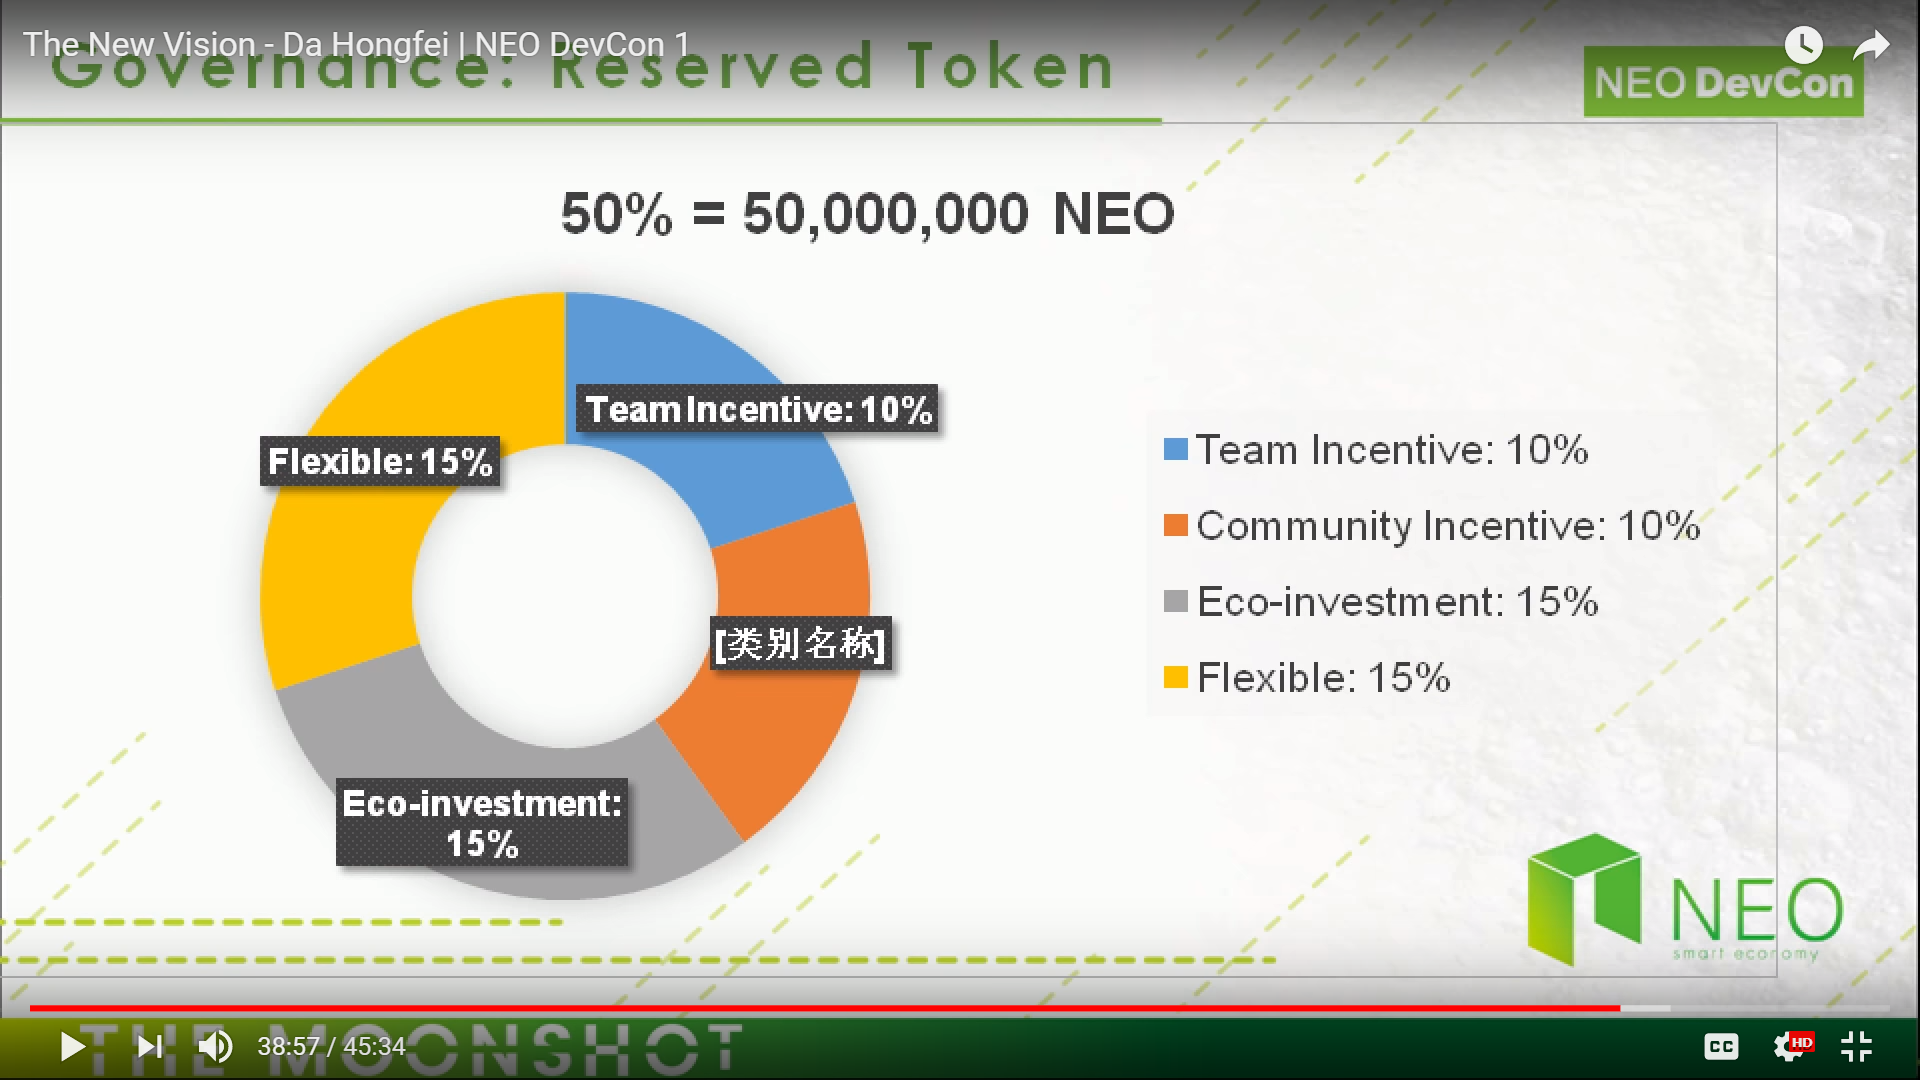 The New Vision - Da Hongfei | NEO DevCon 1
Governance: Reserved Token
NEO DevCon
50% = 50,000,000 NEO
Team Incentive: 10%
Flexible: 15%
[类别名称]
Eco-investment:
15%
Team Incentive: 10%
Community Incentive: 10%
Eco-investment: 15%
Flexible: 15%
NEO
smart economy
THE MOONSHOT
38:57 / 45:34
CC
HD